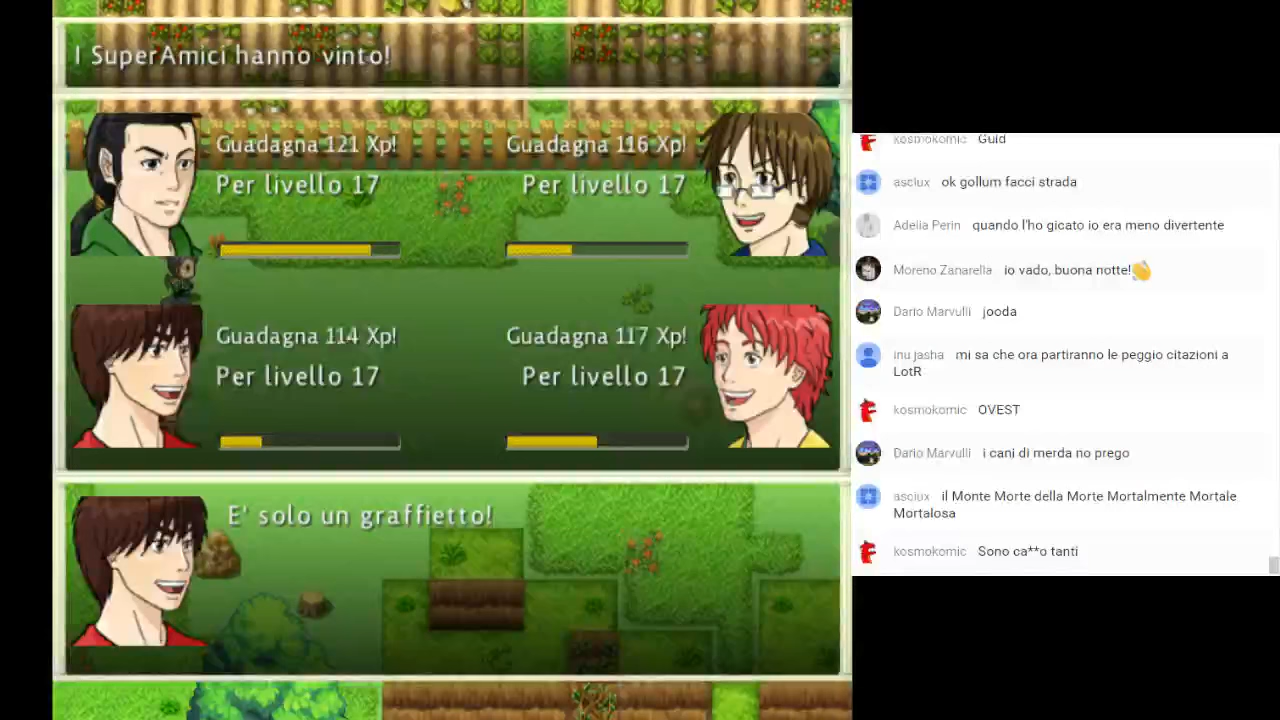 I SuperAmici hanno vinto!
Guadagna 121 Xp!
Per livello 17
Guadagna 116 Xp!
Per livello 17
Guadagna 114 Xp!
Per livello 17
Guadagna 117 Xp!
Per livello 17
E' solo un graffietto!
kosmokomic Guid
asclux ok gollum facci strada
Adelia Perin quando l'ho gicato io era meno divertente
Moreno Zanarella io vado, buona notte!👏
Dario Marvulli jooda
inu jasha mi sa che ora partiranno le peggio citazioni a
LotR
kosmokomic OVEST
Dario Marvulli i cani di merda no prego
asclux il Monte Morte della Morte Mortalmente Mortale
Mortalosa
kosmokomic Sono ca**o tanti